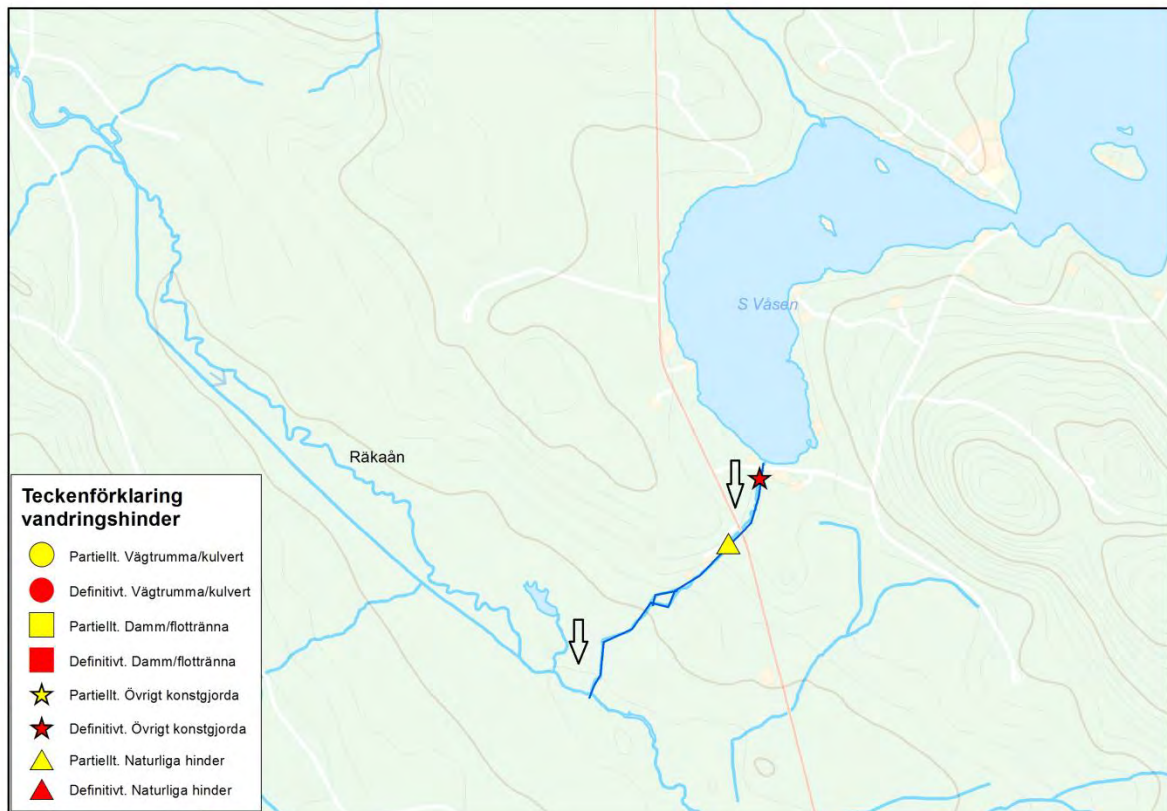 S Våsen
Räkaån
Teckenförklaring
vandringshinder
Partiellt. Vägtrumma/kulvert
Definitivt. Vägtrumma/kulvert
Partiellt. Damm/flottränna
Definitivt. Damm/flottränna
Partiellt. Övrigt konstgjorda
Definitivt. Övrigt konstgjorda
Partiellt. Naturliga hinder
Definitivt. Naturliga hinder